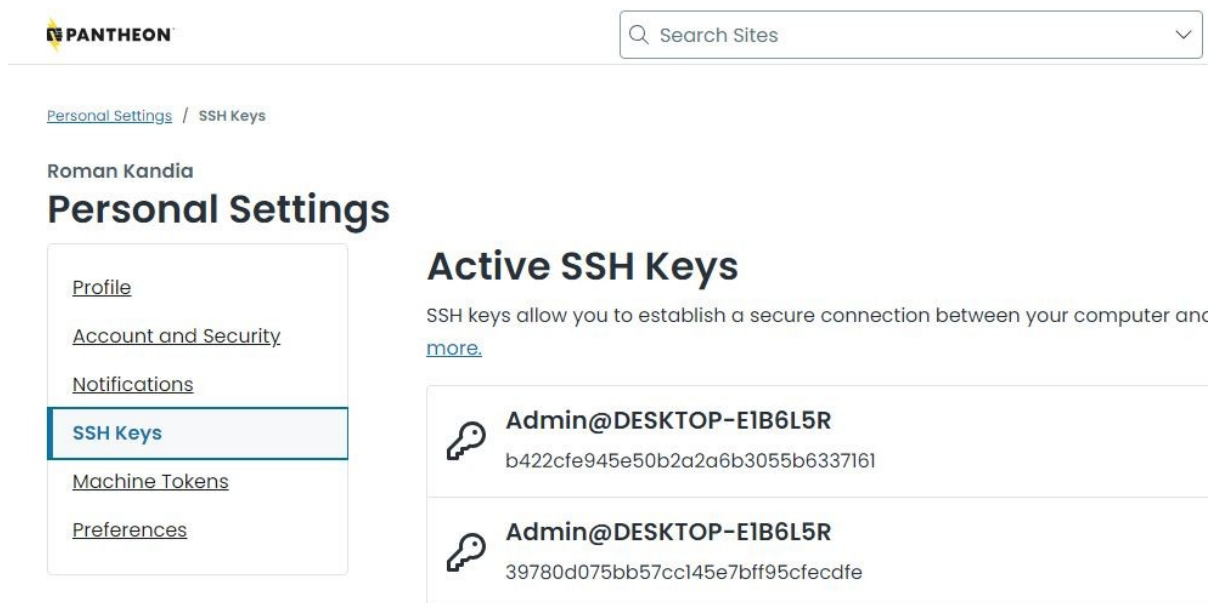 PANTHEON
Search Sites
Personal Settings / SSH Keys
Roman Kandia
Personal Settings
Profile
Account and Security
Notifications
SSH Keys
Machine Tokens
Preferences
Active SSH Keys
SSH keys allow you to establish a secure connection between your computer and
more.
Admin@DESKTOP-E1B6L5R
b422cfe945e50b2a2a6b3055b6337161
Admin@DESKTOP-E1B6L5R
39780d075bb57cc145e7bff95cfecdfe